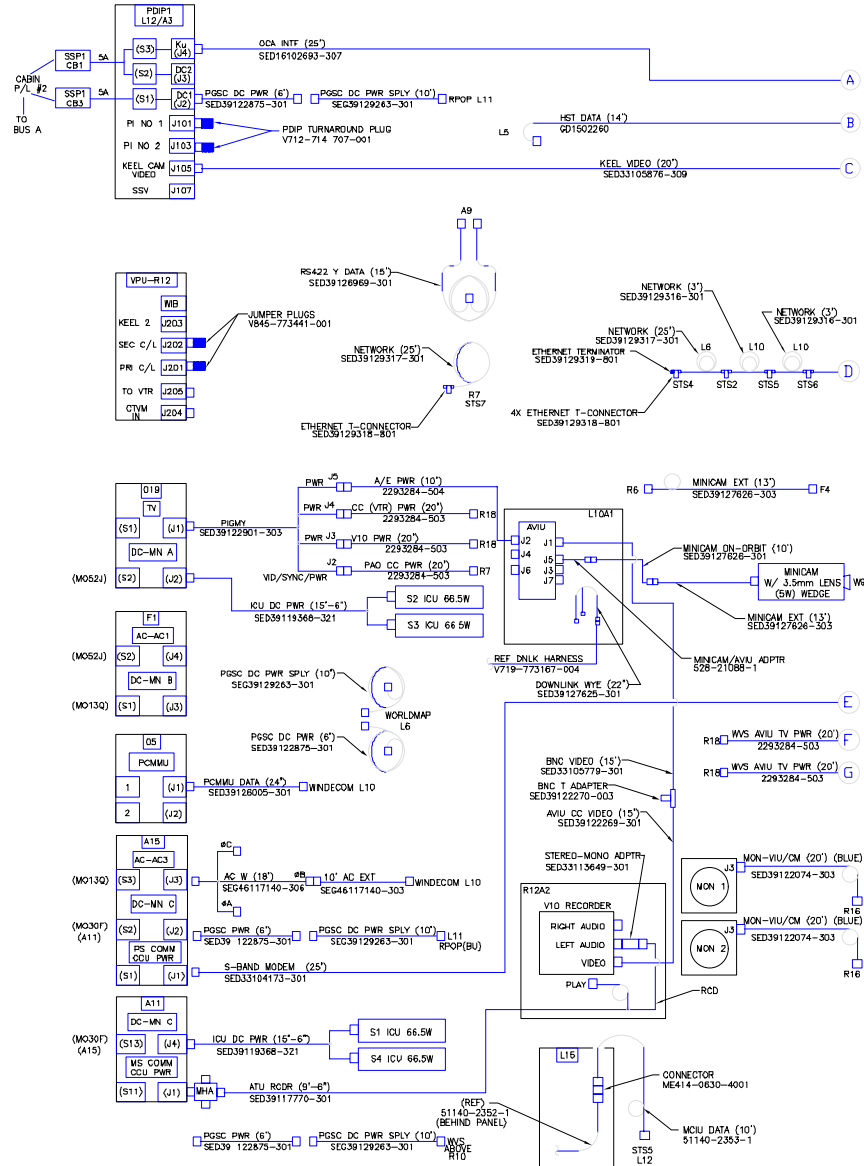 PDIP1
L12/A3
Ku
(J4)
(S3)
OCA INTF (25')
SED16102693-307
SSP1
CB1
5A
(S2)
DC2
(J3)
A
CABIN
P/L #2
SSP1
CB3
5A
(S1)
DC1
(J2)
PGSC DC PWR (6')
SED39122875-301
PGSC DC PWR SPLY (10')
SEG39129263-301
RPOP L11
TO
BUS A
PI NO 1
J101
HST DATA (14')
GD1502260
B
L5
PDIP TURNAROUND PLUG
V712-714 707-001
PI NO 2
J103
KEEL CAM
VIDEO
J105
KEEL VIDEO (20")
SED33105876-309
C
SSV
J107
A9
RS422 Y DATA (15')
SED39126969-301
VPU-R12
WIB
KEEL 2
J203
SEC C/L
J202
JUMPER PLUGS
V845-773441-001
PRI C/L
J201
TO VTR
J205
CTVM
IN
J204
NETWORK (25')
SED39129317-301
R7
STS7
ETHERNET T-CONNECTOR
SED39129318-801
NETWORK (3')
SED39129316-301
NETWORK (3')
SED39129316-301
NETWORK (25')
SED39129317-301
L6
L10
L10
ETHERNET TERMINATOR
SED39129319-801
D
STS4
STS2
STS5
STS6
4X ETHERNET T-CONNECTOR
SED39129318-801
O19
TV
(S1)
(J1)
PIGMY
SED39122901-303
DC-MN A
(MO52J)
(S2)
(J2)
PWR
J5
A/E PWR (10")
2293284-504
PWR
J4
CC (VTR) PWR (20")
2293284-503
R18
PWR
J3
V10 PWR (20")
2293284-503
R18
J2
VID/SYNC/PWR
PAO CC PWR (20")
2293284-503
R7
ICU DC PWR (15'-6")
SED39119368-321
S2 ICU 66.5W
S3 ICU 66 5W
L10A1
AVIU
J2
J1
J4
J5
J6
J3
J7
R6
MINICAM EXT (13')
SED39127626-303
F4
MINICAM ON-ORBIT (10')
SED39127626-301
MINICAM
W/ 3.5mm LENS
(5W) WEDGE
W9
MINICAM EXT (13')
SED39127626-303
MINICAM/AVIU ADPTR
528-21088-1
REF DNLK HARNESS
V719-773167-004
DOWNLINK WYE (22")
SED39127625-301
F1
AC-AC1
(MO52J)
(S2)
(J4)
DC-MN B
(MO13Q)
(S1)
(J3)
PGSC DC PWR SPLY (10')
SEG39129263-301
WORLDMAP
L6
PGSC DC PWR (6')
SED39122875-301
E
R18
WVS AVIU TV PWR (20')
2293284-503
F
R18
WVS AVIU TV PWR (20')
2293284-503
G
O5
PCMMU
1
(J1)
PCMMU DATA (24")
SED39126005-301
WINDECOM L10
2
(J2)
BNC VIDEO (15')
SED33105779-301
BNC T ADAPTER
SED39122270-003
AVIU CC VIDEO (15")
SED39122269-301
A15
AC-AC3
(MO13Q)
(S3)
(J3)
øC
AC W (18")
SEG46117140-306
øB
10' AC EXT
SEG46117140-303
WINDECOM L10
øA
DC-MN C
(MO30F)
(A11)
(S2)
(J2)
PGSC PWR (6')
SED39 122875-301
PGSC DC PWR SPLY (10')
SEG39129263-301
L11
RPOP(BU)
PS COMM
CCU PWR
(S1)
(J1)
S-BAND MODEM (25")
SED33104173-301
STEREO-MONO ADPTR
SED33113649-301
R12A2
V10 RECORDER
RIGHT AUDIO
LEFT AUDIO
VIDEO
PLAY
RCD
J3
MON-VIU/CM (20') (BLUE)
SED39122074-303
MON 1
R16
J3
MON-VIU/CM (20') (BLUE)
SED39122074-303
MON 2
R16
A11
DC-MN C
(MO30F)
(A15)
(S13)
(J4)
ICU DC PWR (15"-6")
SED39119368-321
S1 ICU 66.5W
S4 ICU 66.5W
MS COMM
CCU PWR
(S11)
(J1)
MHA
ATU RCDR (9'-6")
SED39117770-301
PGSC PWR (6')
SED39 122875-301
PGSC DC PWR SPLY (10')
SEG39129263-301
WVS
ABOVE
R10
L15
CONNECTOR
ME414-0630-4001
(REF)
51140-2352-1
(BEHIND PANEL)
MCIU DATA (10')
51140-2353-1
STS5
L12